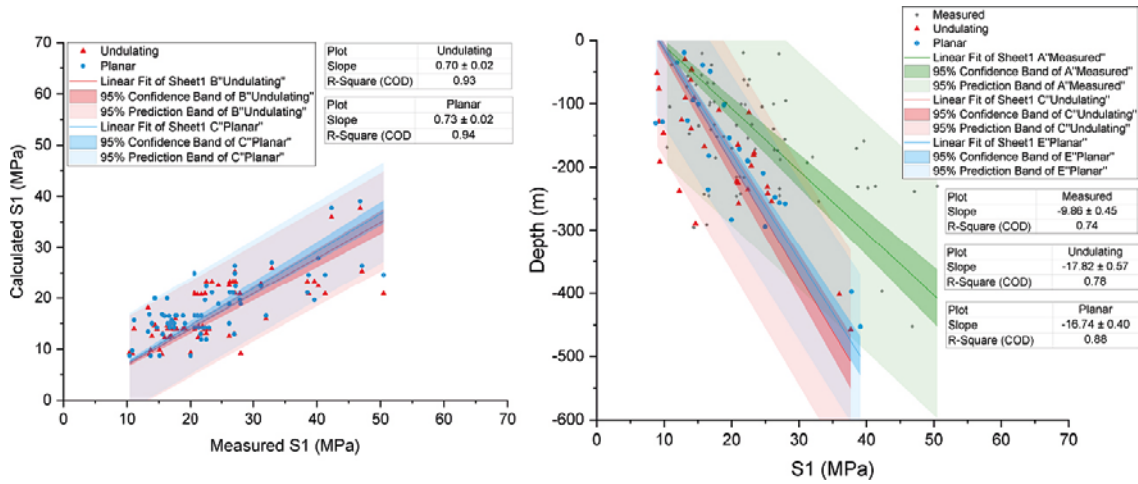 70
60
50
40
30
20
10
0
Calculated S1 (MPa)
Undulating
Planar
Linear Fit of Sheet1 B"Undulating"
95% Confidence Band of B"Undulating"
95% Prediction Band of B"Undulating"
Linear Fit of Sheet1 C"Planar"
95% Confidence Band of C"Planar"
95% Prediction Band of C"Planar"
Plot Undulating
Slope 0.70 ± 0.02
R-Square (COD) 0.93
Plot Planar
Slope 0.73 ± 0.02
R-Square (COD 0.94
0 10 20 30 40 50 60 70
Measured S1 (MPa)
0
-100
-200
-300
-400
-500
-600
Depth (m)
Measured
Undulating
Planar
Linear Fit of Sheet1 A"Measured"
95% Confidence Band of A"Measured"
95% Prediction Band of A"Measured"
Linear Fit of Sheet1 C"Undulating"
95% Confidence Band of C"Undulating"
95% Prediction Band of C"Undulating"
Linear Fit of Sheet1 E"Planar"
95% Confidence Band of E"Planar"
95% Prediction Band of E"Planar"
Plot Measured
Slope -9.86 ± 0.45
R-Square (COD) 0.74
Plot Undulating
Slope -17.82 ± 0.57
R-Square (COD) 0.78
Plot Planar
Slope -16.74 ± 0.40
R-Square (COD) 0.88
0 10 20 30 40 50 60 70
S1 (MPa)